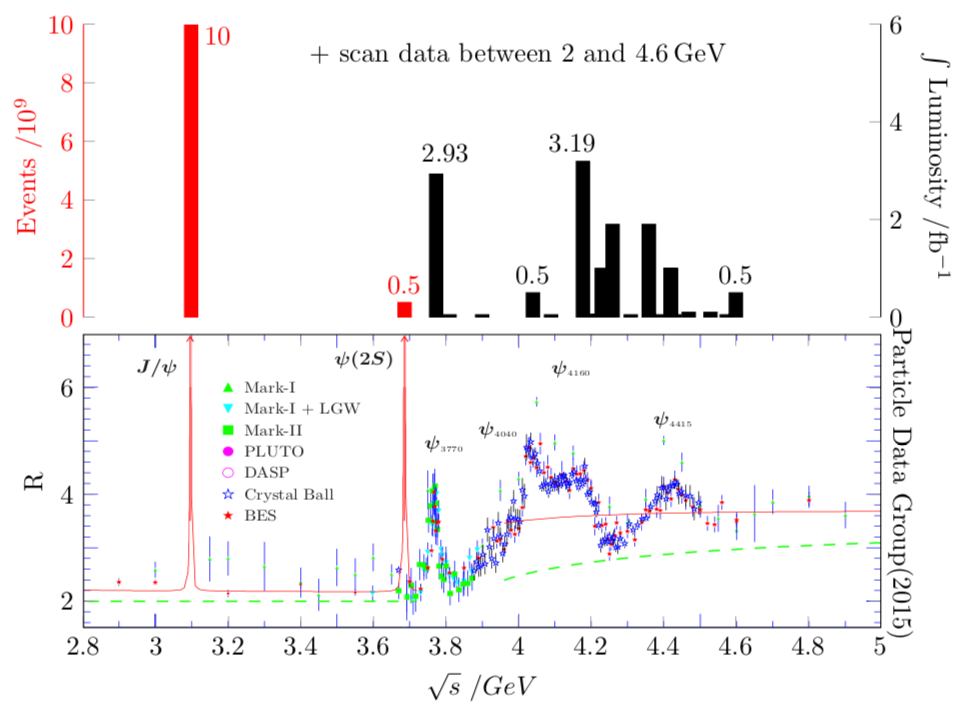 10
8
6
4
2
0
Events /10⁹
10
+ scan data between 2 and 4.6 GeV
0.5
2.93
0.5
3.19
0.5
6
4
2
0
∫ Luminosity /fb⁻¹
J/ψ
ψ(2S)
ψ₃₇₇₀
ψ₄₀₄₀
ψ₄₁₆₀
ψ₄₄₁₅
Mark-I
Mark-I + LGW
Mark-II
PLUTO
DASP
Crystal Ball
BES
R
6
4
2
2.8 3 3.2 3.4 3.6 3.8 4 4.2 4.4 4.6 4.8 5
√s /GeV
Particle Data Group(2015)